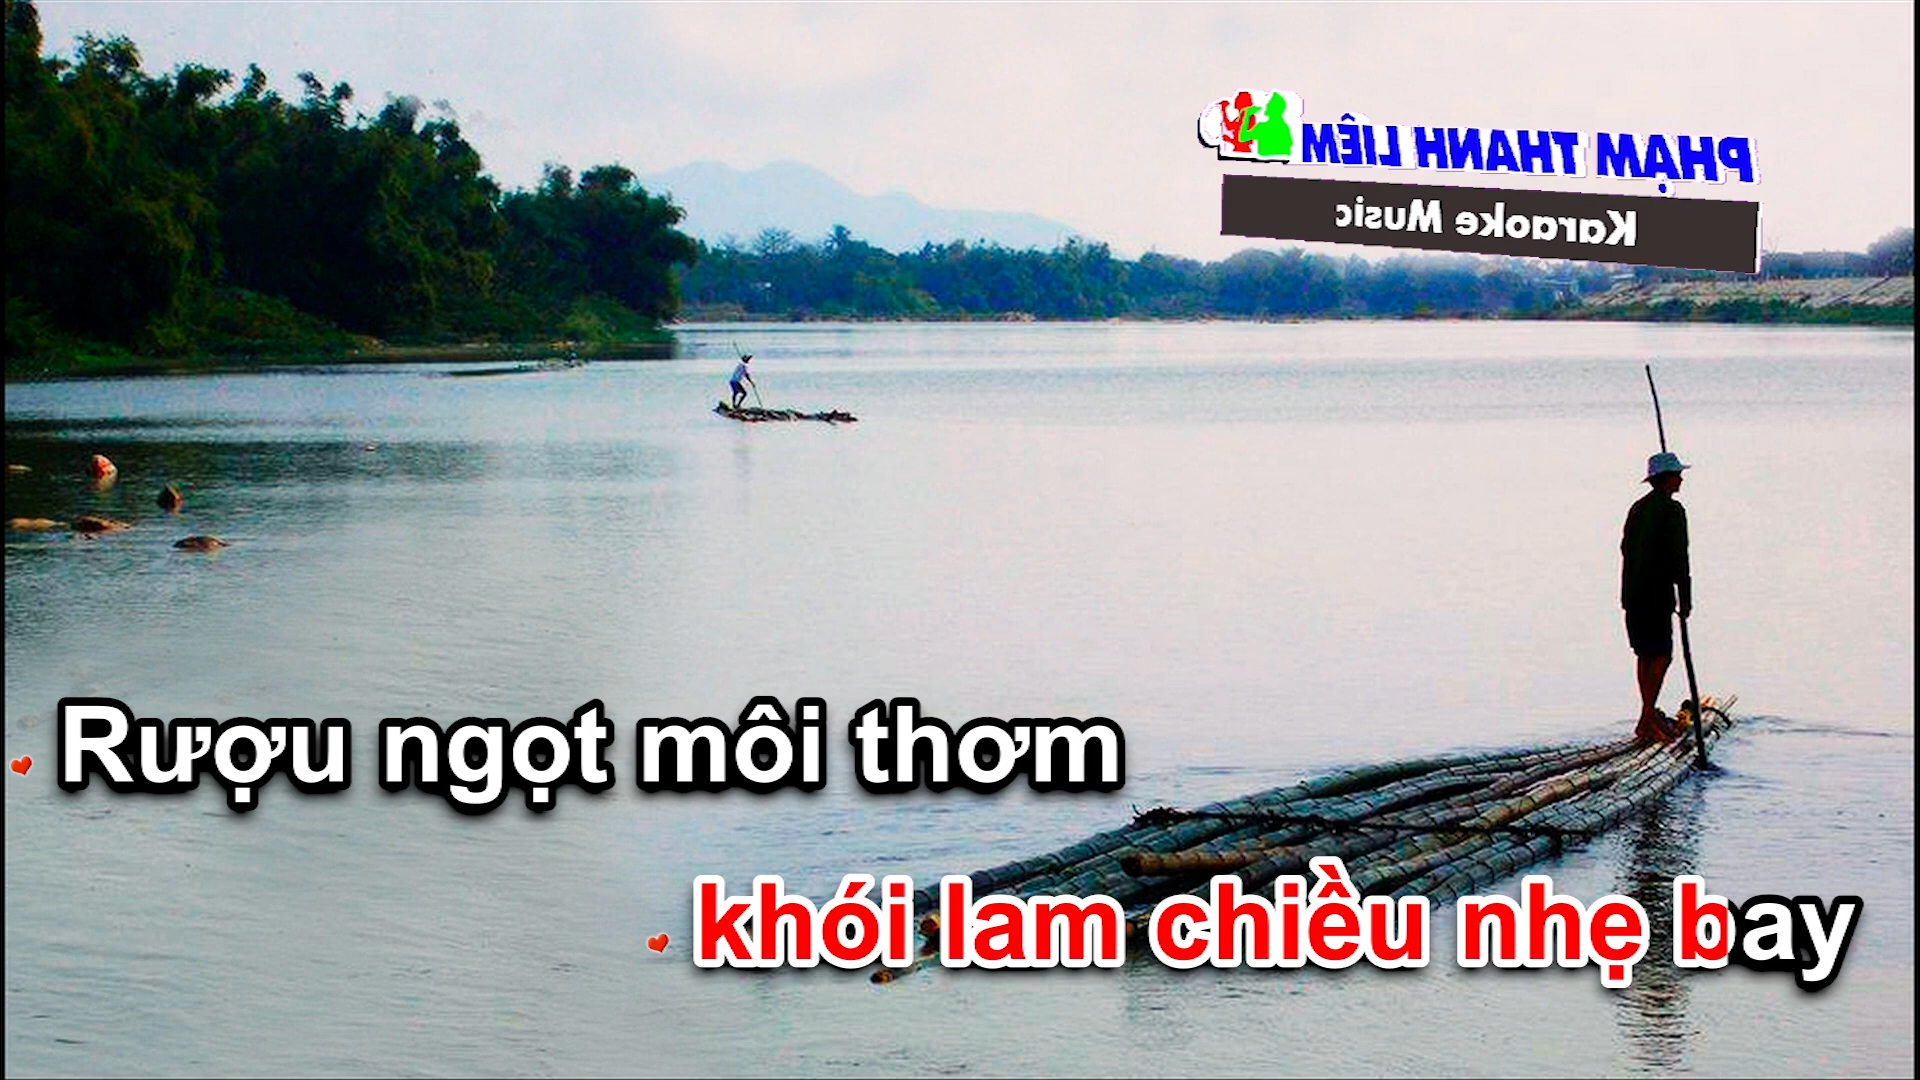 PHẠM THANH LIÊM
Karaoke Music
Rượu ngọt môi thơm
khói lam chiều nhẹ bay